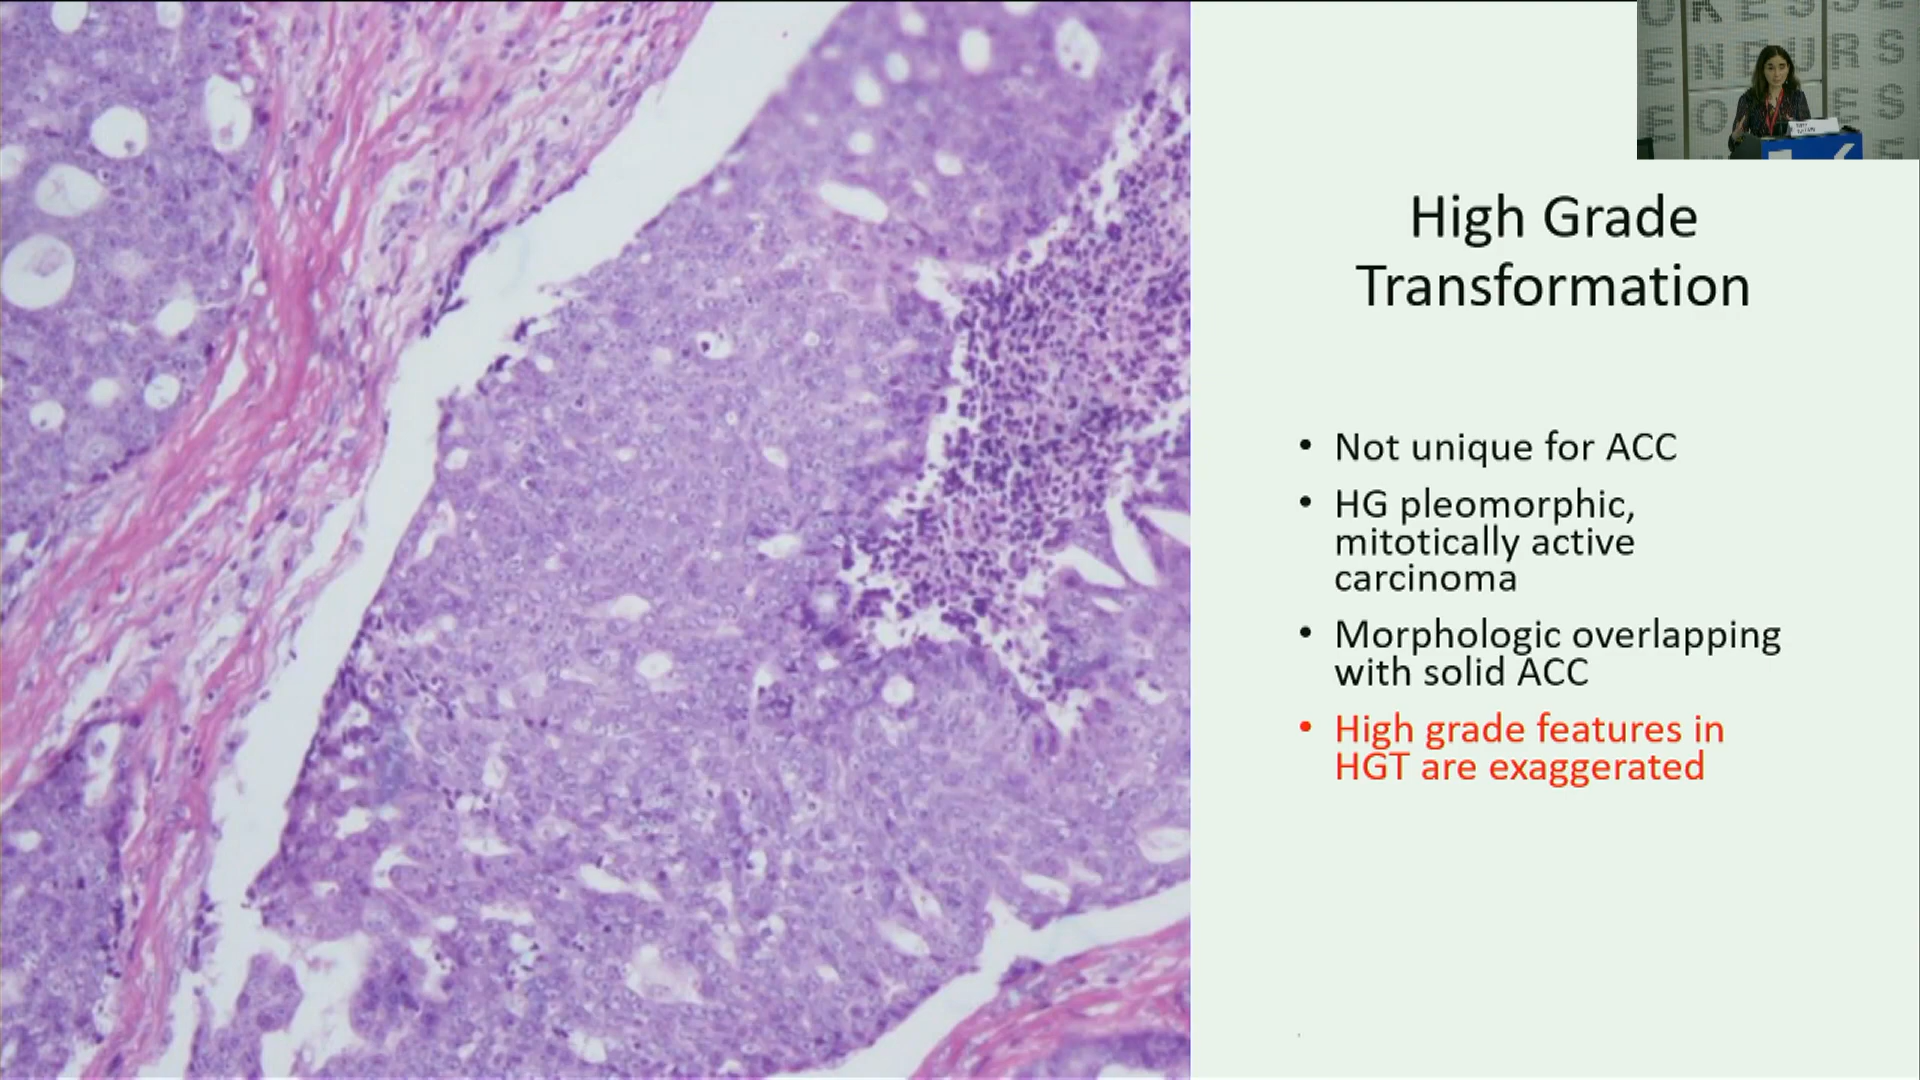 High Grade
Transformation
• Not unique for ACC
• HG pleomorphic,
mitotically active
carcinoma
• Morphologic overlapping
with solid ACC
• High grade features in
HGT are exaggerated